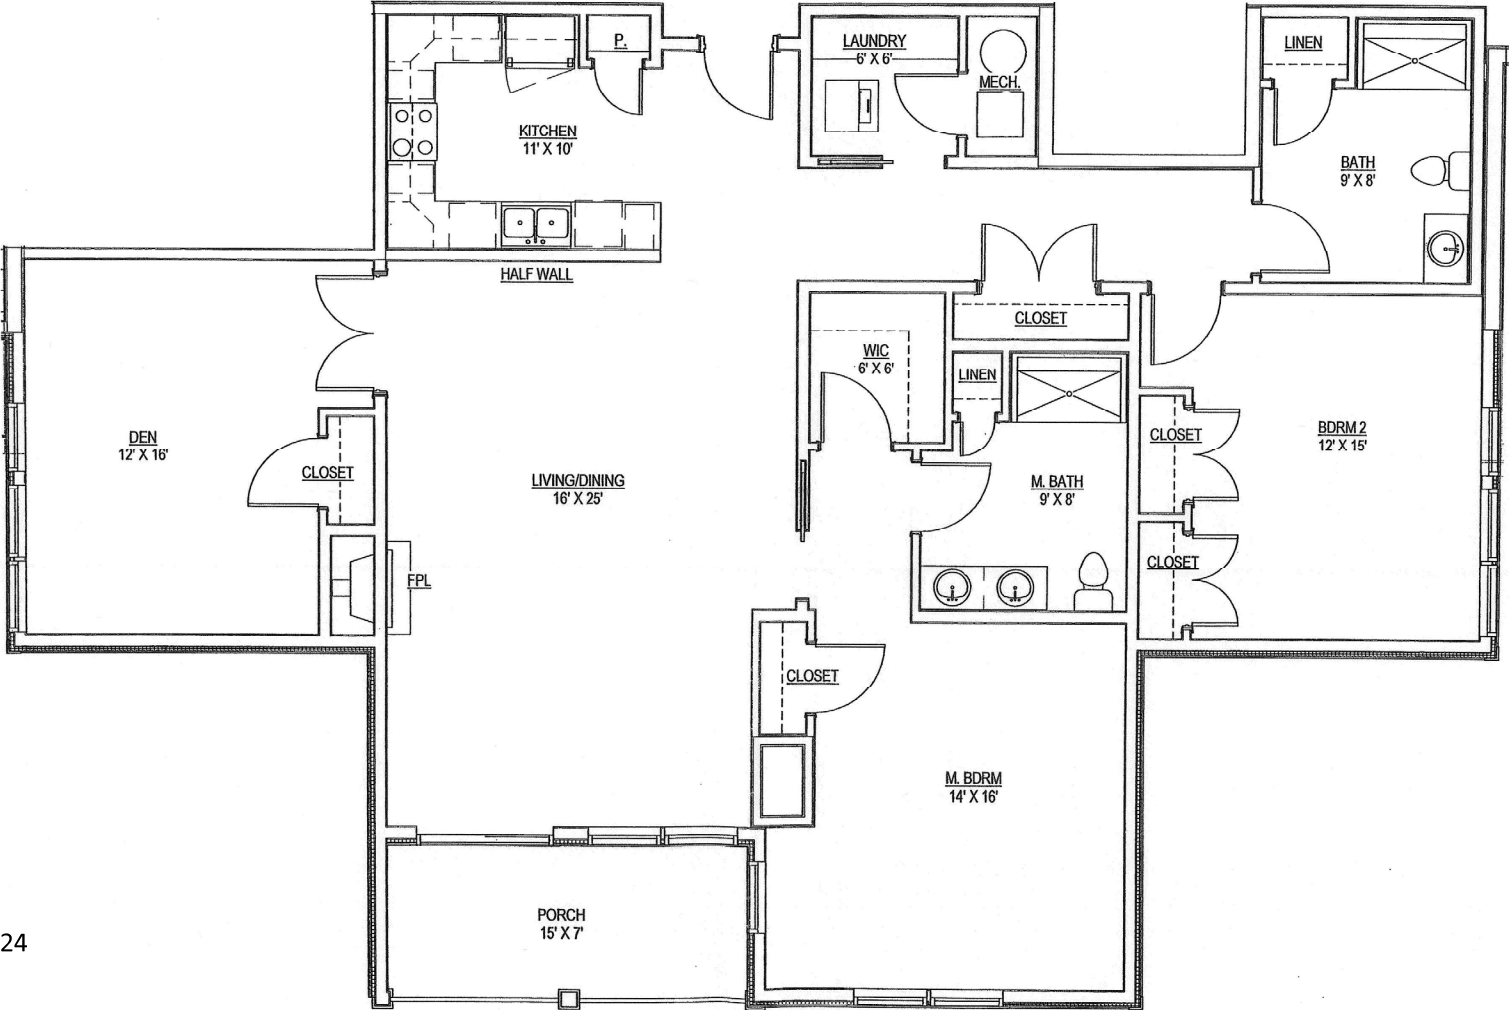 P.
LAUNDRY
6' X 6'
MECH.
LINEN
KITCHEN
11' X 10'
BATH
9' X 8'
HALF WALL
CLOSET
WIC
6' X 6'
LINEN
DEN
12' X 16'
CLOSET
LIVING/DINING
16' X 25'
M. BATH
9' X 8'
CLOSET
BDRM 2
12' X 15'
CLOSET
FPL
CLOSET
M. BDRM
14' X 16'
PORCH
15' X 7'
24